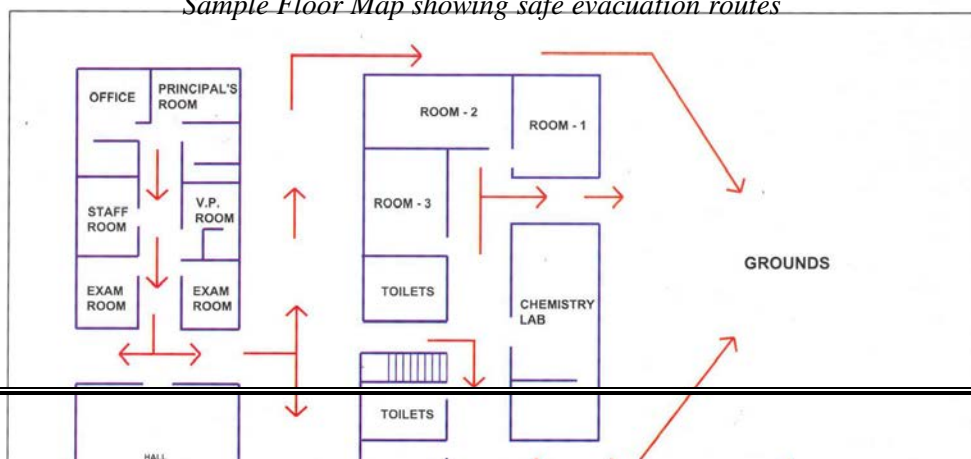 Sample Floor Map showing safe evacuation routes
OFFICE
PRINCIPAL'S
ROOM
ROOM - 2
ROOM - 1
STAFF
ROOM
V.P.
ROOM
ROOM - 3
GROUNDS
EXAM
ROOM
EXAM
ROOM
TOILETS
CHEMISTRY
LAB
TOILETS
HALL